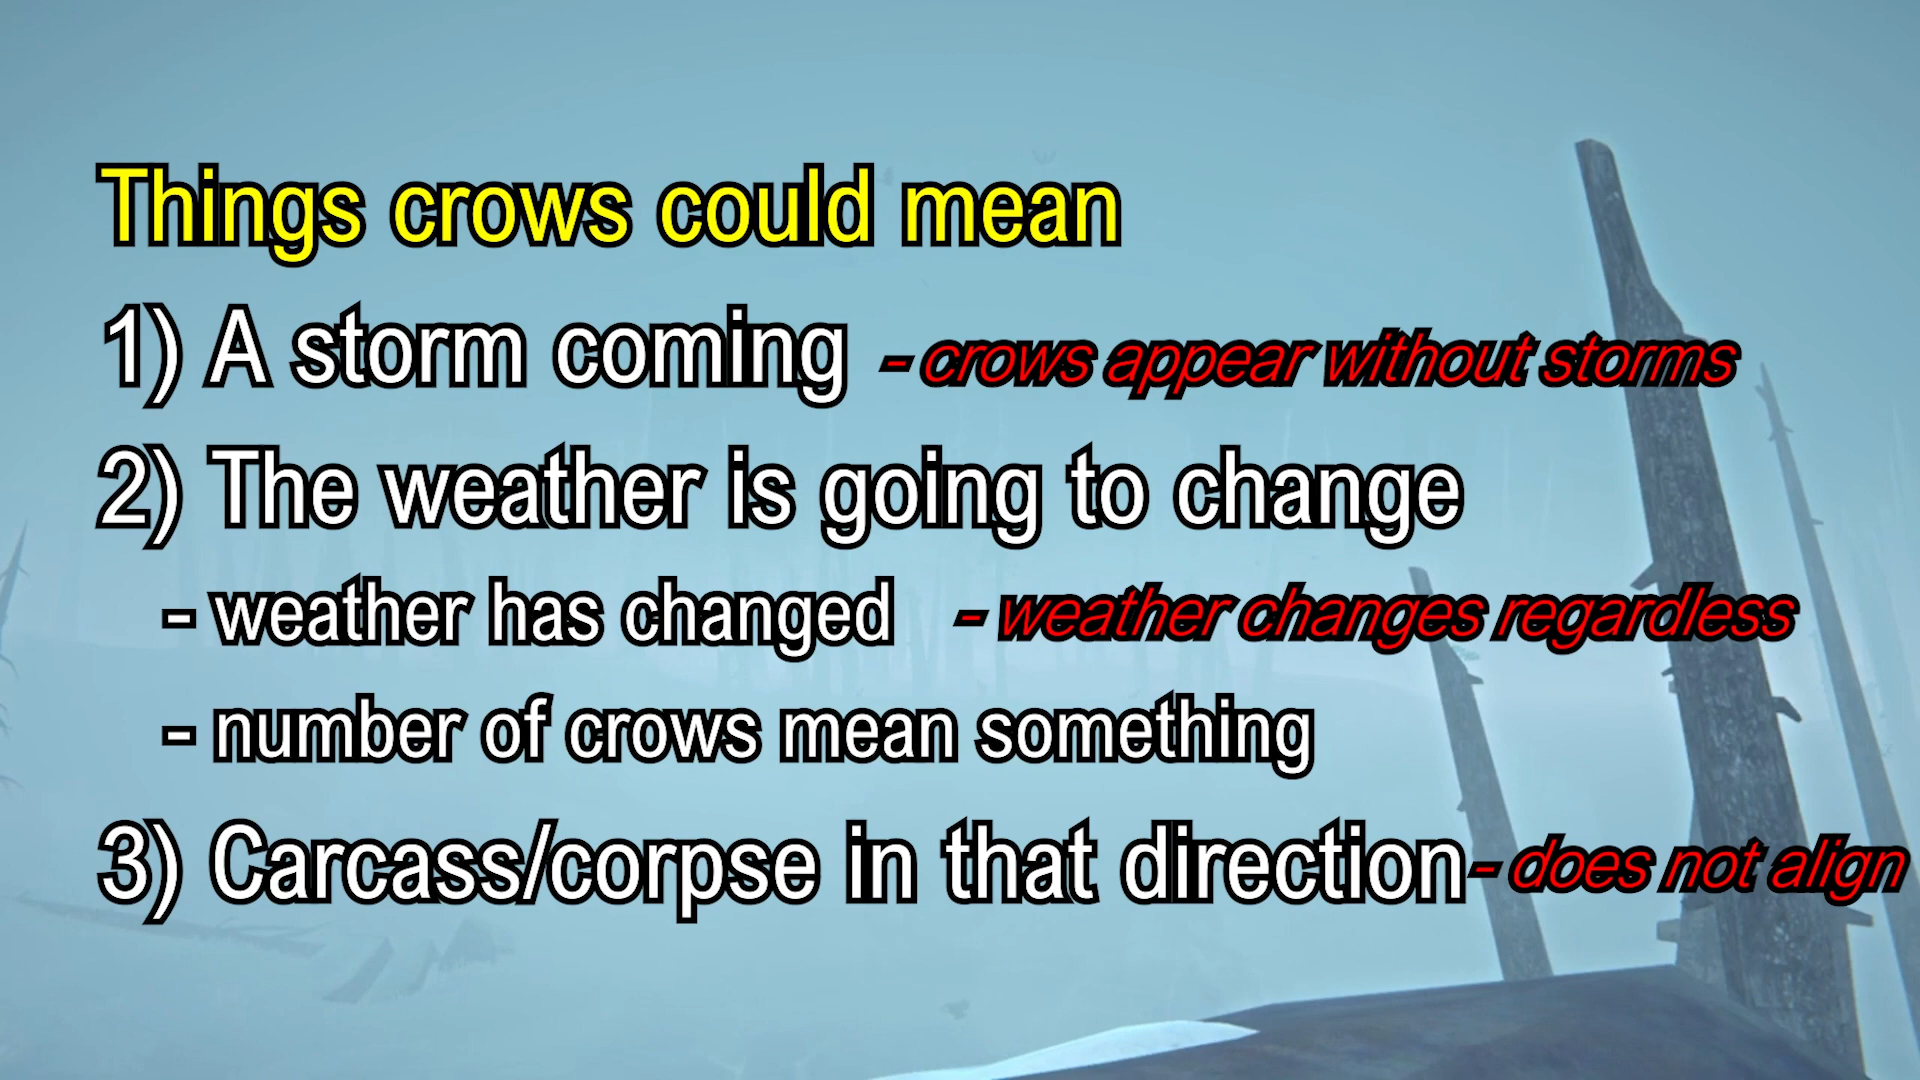 Things crows could mean
1) A storm coming - crows appear without storms
2) The weather is going to change
- weather has changed - weather changes regardless
- number of crows mean something
3) Carcass/corpse in that direction - does not align